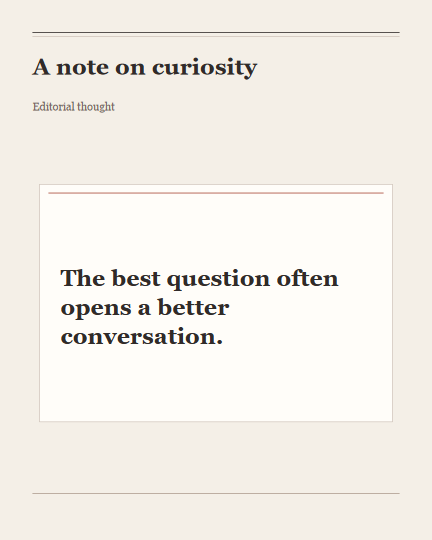 A note on curiosity
Editorial thought
The best question often
opens a better
conversation.